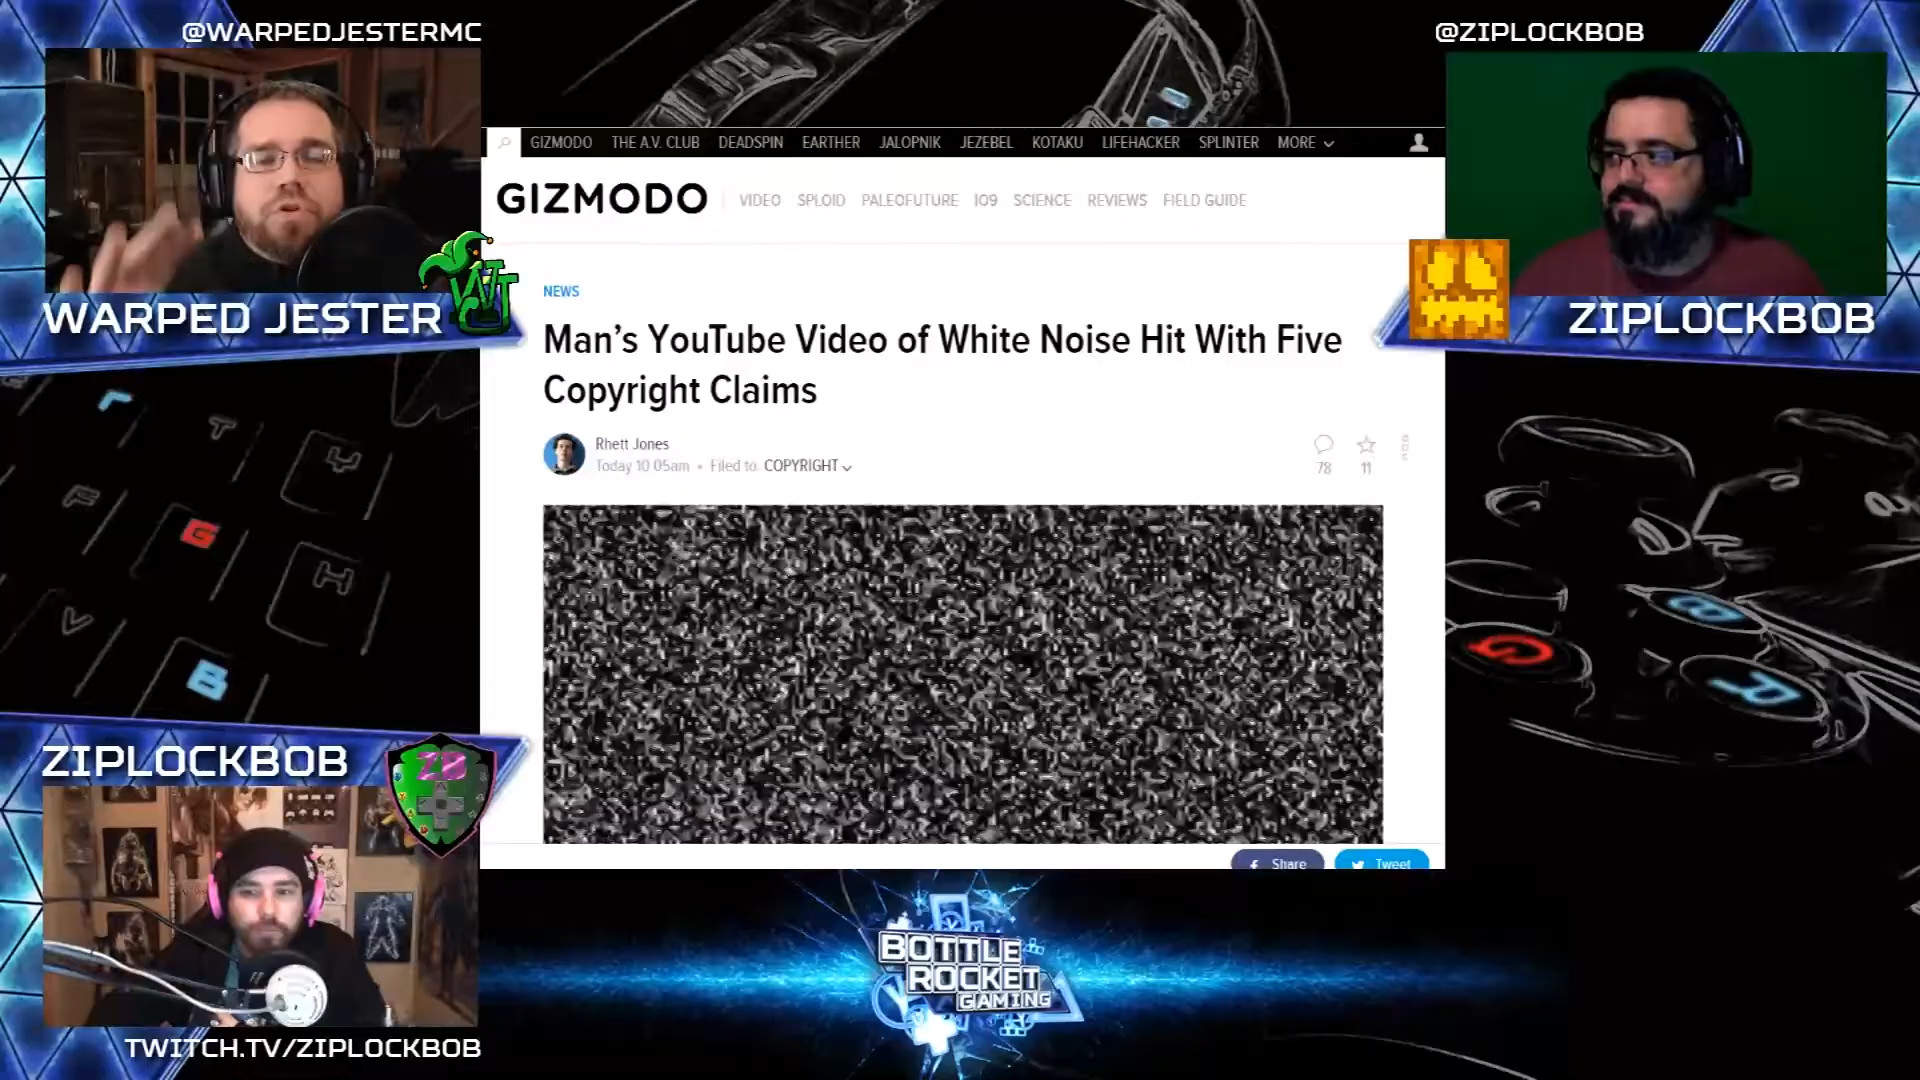 @WARPEDJESTERMC
@ZIPLOCKBOB
GIZMODO THE A.V. CLUB DEADSPIN EARTHER JALOPNIK JEZEBEL KOTAKU LIFEHACKER SPLINTER MORE
GIZMODO
VIDEO SPLOID PALEOFUTURE IO9 SCIENCE REVIEWS FIELD GUIDE
WJ
WARPED JESTER
ZIPLOCKBOB
NEWS
Man's YouTube Video of White Noise Hit With Five
Copyright Claims
Rhett Jones
Today 10 05am • Filed to: COPYRIGHT
78 11
T Y
F G H
V B
B
G R
ZIPLOCKBOB
ZB
Share Tweet
BOTTLE
ROCKET
GAMING
TWITCH.TV/ZIPLOCKBOB